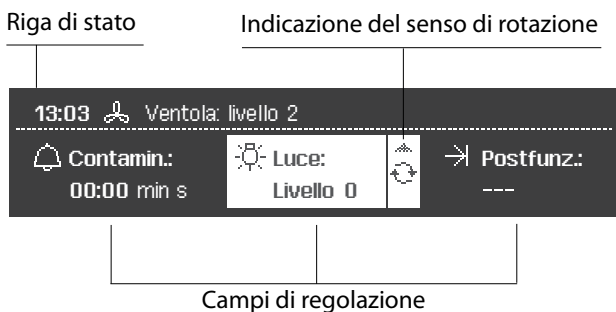 Riga di stato
Indicazione del senso di rotazione
13:03 Ventola: livello 2
Contamin.: Luce: Postfunz.:
00:00 min s Livello 0 ---
Campi di regolazione